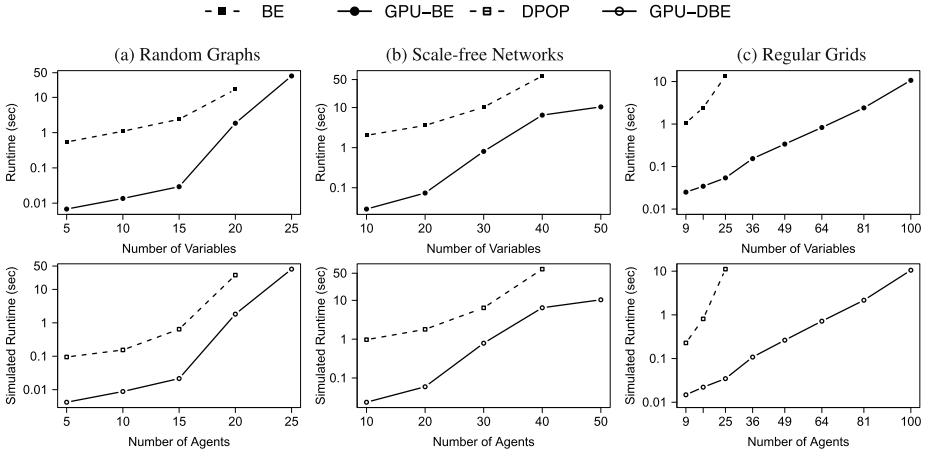 BE GPU−BE DPOP GPU−DBE
(a) Random Graphs (b) Scale-free Networks (c) Regular Grids
Runtime (sec)
50
10
1
0.1
0.01
5 10 15 20 25
Number of Variables
Runtime (sec)
50
10
1
0.1
10 20 30 40 50
Number of Variables
Runtime (sec)
10
1
0.1
0.01
9 25 36 49 64 81 100
Number of Variables
Simulated Runtime (sec)
50
10
1
0.1
0.01
5 10 15 20 25
Number of Agents
Simulated Runtime (sec)
50
10
1
0.1
10 20 30 40 50
Number of Agents
Simulated Runtime (sec)
10
1
0.1
0.01
9 25 36 49 64 81 100
Number of Agents